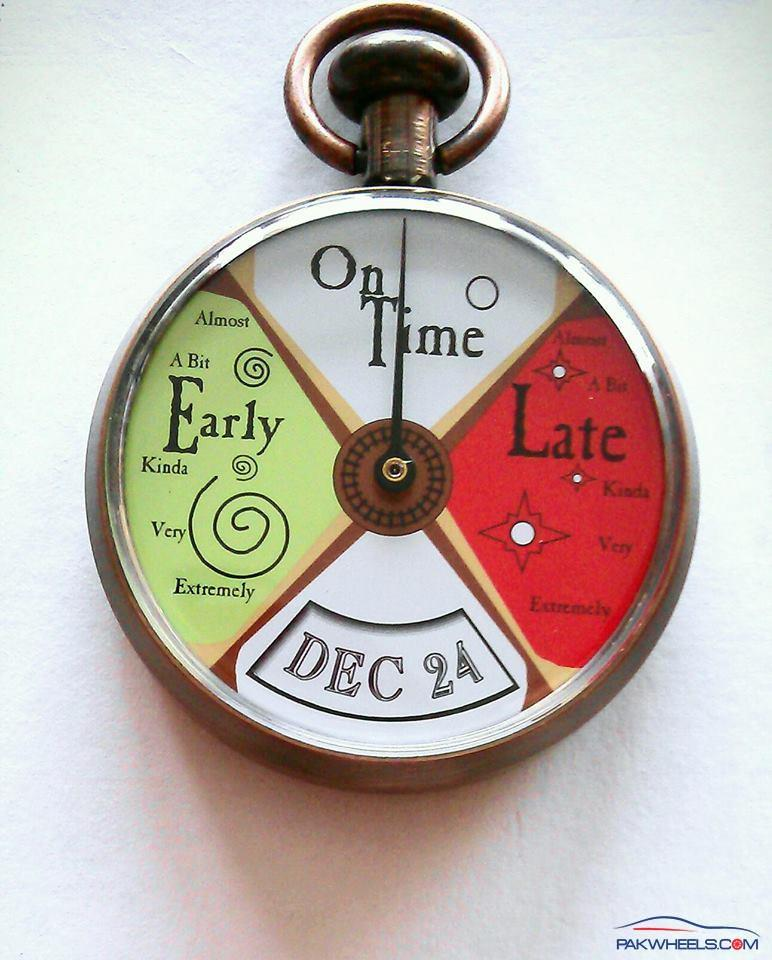 On
Time
Almost
A Bit
Early
Kinda
Very
Extremely
Almost
A Bit
Late
Kinda
Very
Extremely
DEC 24
PAKWHEELS.COM